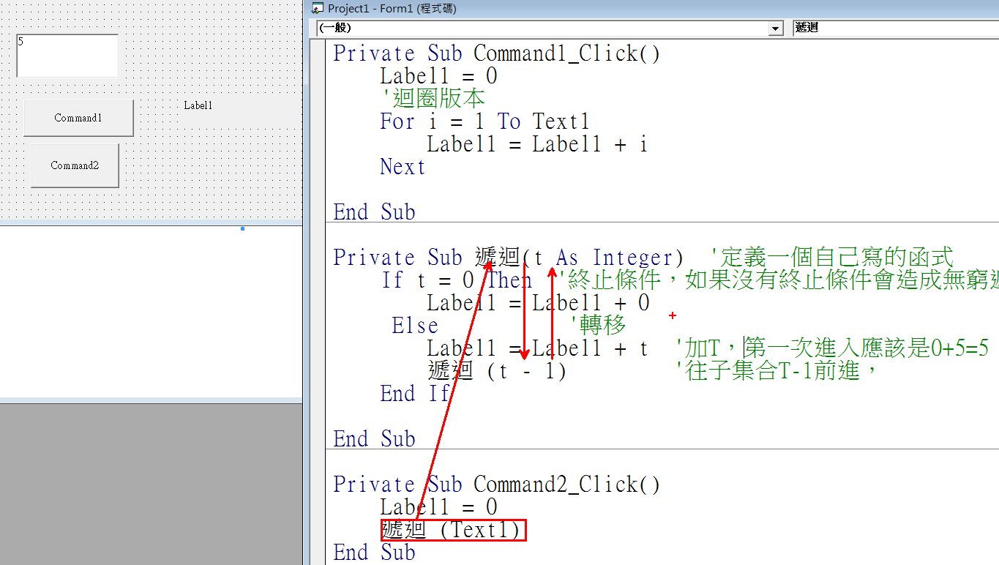 Project1 - Form1 (程式碼)
(一般)
遞迴
5
Command1
Label1
Command2
Private Sub Command1_Click()
Label1 = 0
'迴圈版本
For i = 1 To Text1
Label1 = Label1 + i
Next
End Sub
Private Sub 遞迴(t As Integer) '定義一個自己寫的函式
If t = 0 Then '終止條件，如果沒有終止條件會造成無窮
Label1 = Label1 + 0
Else '轉移
Label1 = Label1 + t '加T，第一次進入應該是0+5=5
遞迴 (t - 1) '往子集合T-1前進，
End If
End Sub
Private Sub Command2_Click()
Label1 = 0
遞迴 (Text1)
End Sub